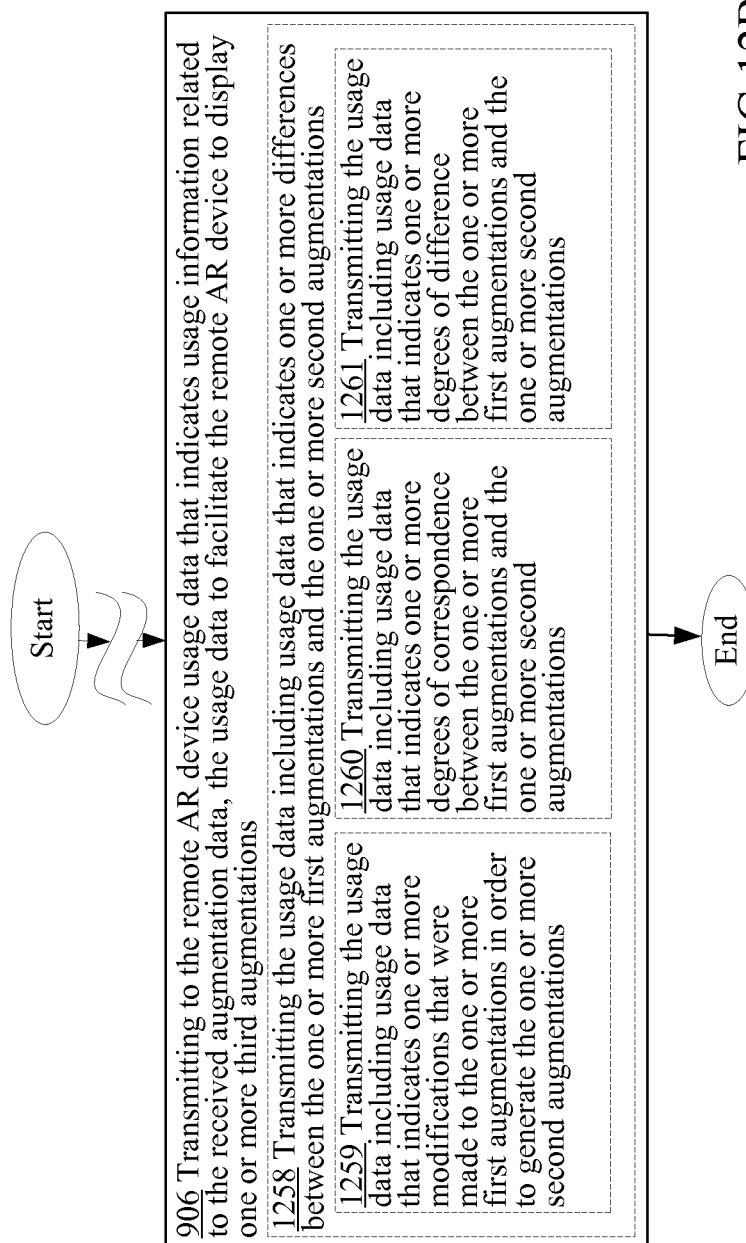 Start
906 Transmitting to the remote AR device usage data that indicates usage information related
to the received augmentation data, the usage data to facilitate the remote AR device to display
one or more third augmentations
1258 Transmitting the usage data including usage data that indicates one or more differences
between the one or more first augmentations and the one or more second augmentations
1259 Transmitting the usage
data including usage data
that indicates one or more
modifications that were
made to the one or more
first augmentations in order
to generate the one or more
second augmentations
1260 Transmitting the usage
data including usage data
that indicates one or more
degrees of correspondence
between the one or more
first augmentations and the
one or more second
augmentations
1261 Transmitting the usage
data including usage data
that indicates one or more
degrees of difference
between the one or more
first augmentations and the
one or more second
augmentations
End